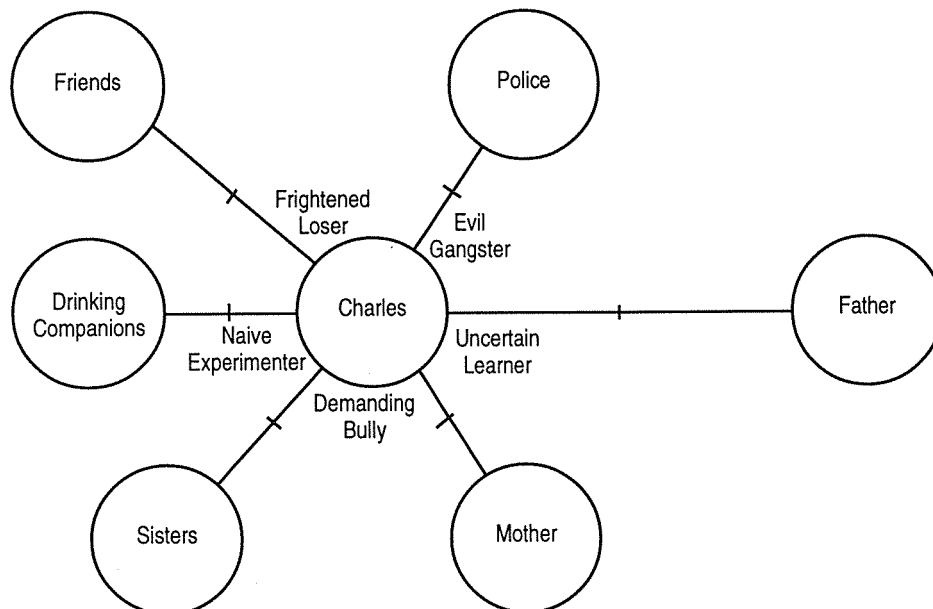 Friends
Police
Frightened
Loser
Evil
Gangster
Drinking
Companions
Charles
Father
Naive
Experimenter
Uncertain
Learner
Demanding
Bully
Sisters
Mother